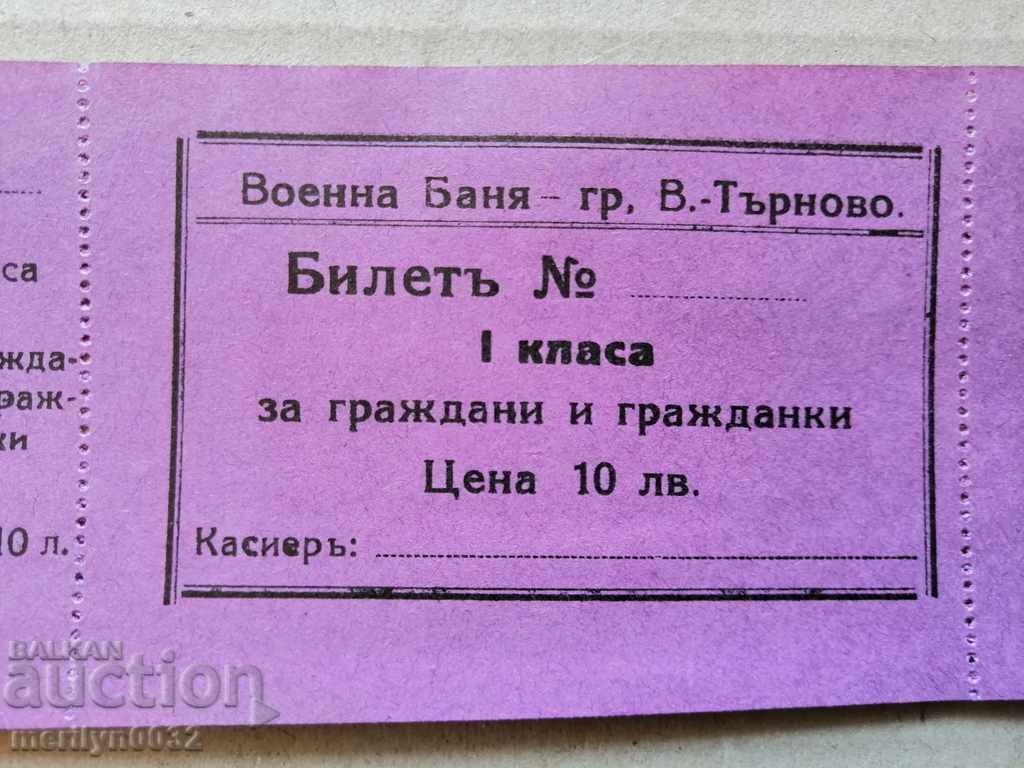 са
жда-
раж-
ки
10 л.
Военна Баня – гр, В.-Търново.
Билетъ №
I класа
за граждани и гражданки
Цена 10 лв.
Касиеръ:
BALKAN
auction
merilyn0032